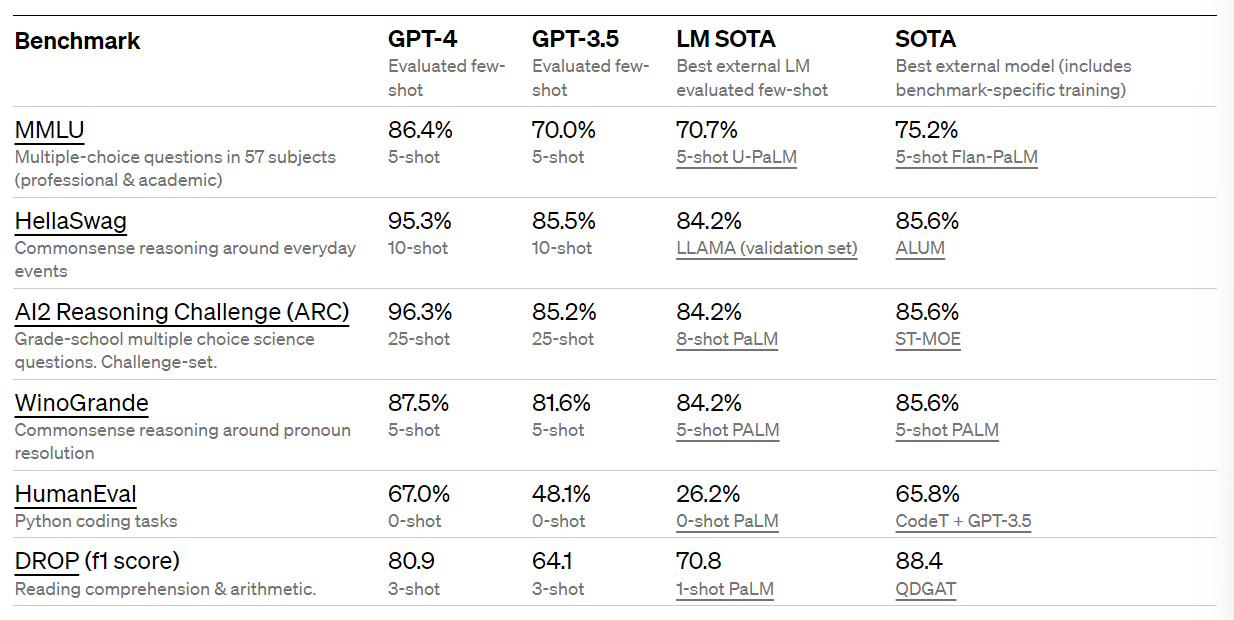 Benchmark GPT-4 GPT-3.5 LM SOTA SOTA
Evaluated few- Evaluated few- Best external LM Best external model (includes
shot shot evaluated few-shot benchmark-specific training)
MMLU 86.4% 70.0% 70.7% 75.2%
Multiple-choice questions in 57 subjects 5-shot 5-shot 5-shot U-PaLM 5-shot Flan-PaLM
(professional & academic)
HellaSwag 95.3% 85.5% 84.2% 85.6%
Commonsense reasoning around everyday 10-shot 10-shot LLAMA (validation set) ALUM
events
AI2 Reasoning Challenge (ARC) 96.3% 85.2% 84.2% 85.6%
Grade-school multiple choice science 25-shot 25-shot 8-shot PaLM ST-MOE
questions. Challenge-set.
WinoGrande 87.5% 81.6% 84.2% 85.6%
Commonsense reasoning around pronoun 5-shot 5-shot 5-shot PALM 5-shot PALM
resolution
HumanEval 67.0% 48.1% 26.2% 65.8%
Python coding tasks 0-shot 0-shot 0-shot PaLM CodeT + GPT-3.5
DROP (f1 score) 80.9 64.1 70.8 88.4
Reading comprehension & arithmetic. 3-shot 3-shot 1-shot PaLM QDGAT